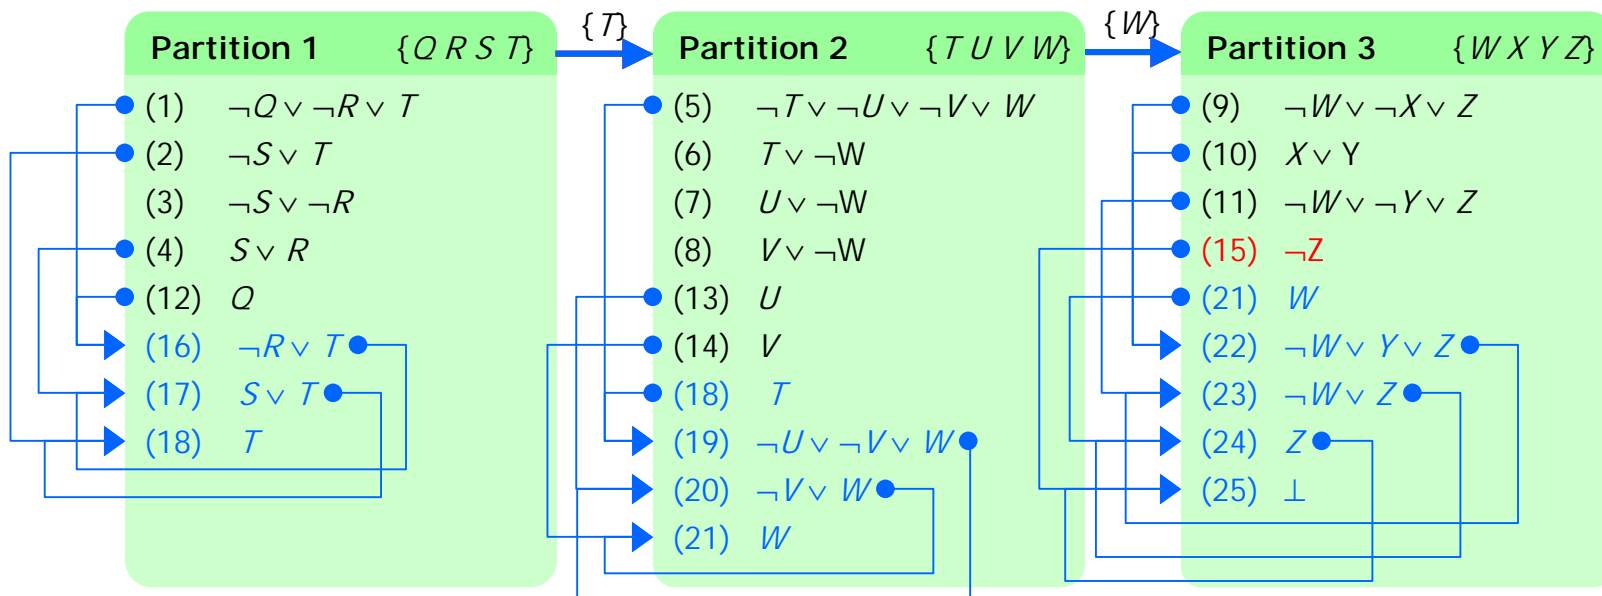 Partition 1 {Q R S T}
(1) ¬Q ∨ ¬R ∨ T
(2) ¬S ∨ T
(3) ¬S ∨ ¬R
(4) S ∨ R
(12) Q
(16) ¬R ∨ T
(17) S ∨ T
(18) T
{T}
Partition 2 {T U V W}
(5) ¬T ∨ ¬U ∨ ¬V ∨ W
(6) T ∨ ¬W
(7) U ∨ ¬W
(8) V ∨ ¬W
(13) U
(14) V
(18) T
(19) ¬U ∨ ¬V ∨ W
(20) ¬V ∨ W
(21) W
{W}
Partition 3 {W X Y Z}
(9) ¬W ∨ ¬X ∨ Z
(10) X ∨ Y
(11) ¬W ∨ ¬Y ∨ Z
(15) ¬Z
(21) W
(22) ¬W ∨ Y ∨ Z
(23) ¬W ∨ Z
(24) Z
(25) ⊥